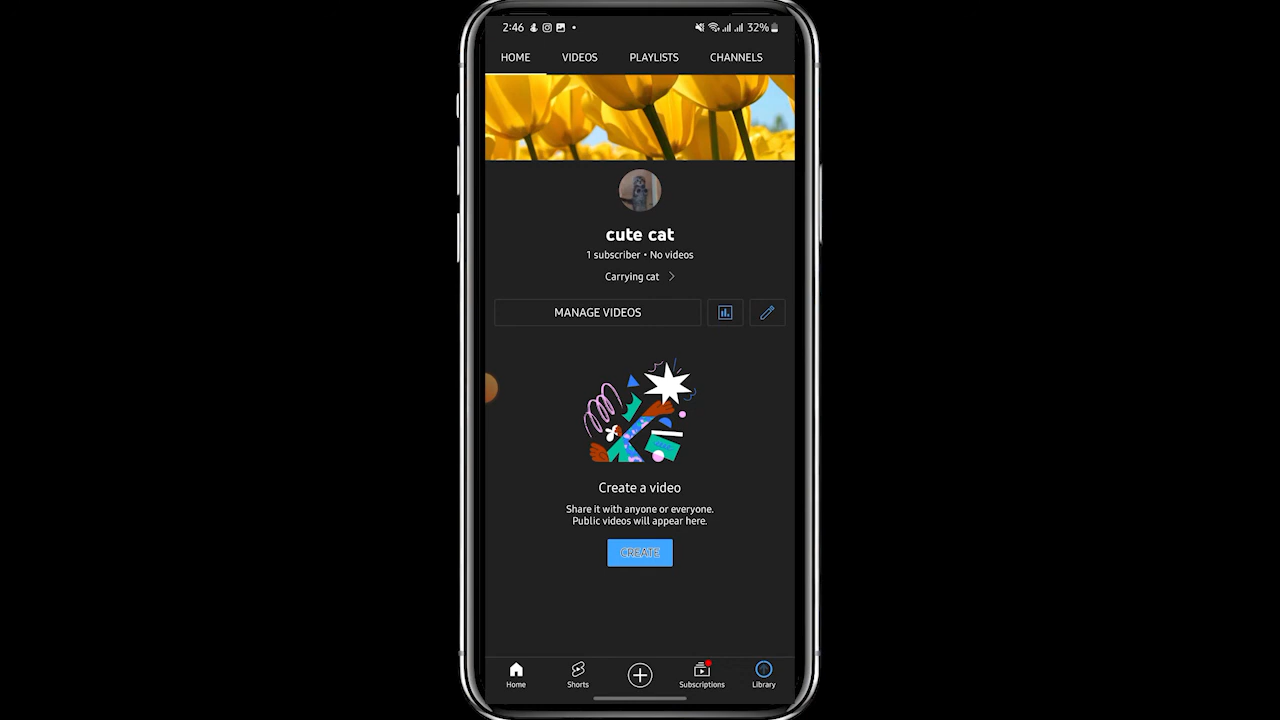 2:46 32%
HOME VIDEOS PLAYLISTS CHANNELS
cute cat
1 subscriber • No videos
Carrying cat
MANAGE VIDEOS
Create a video
Share it with anyone or everyone.
Public videos will appear here.
CREATE
Home Shorts Subscriptions Library